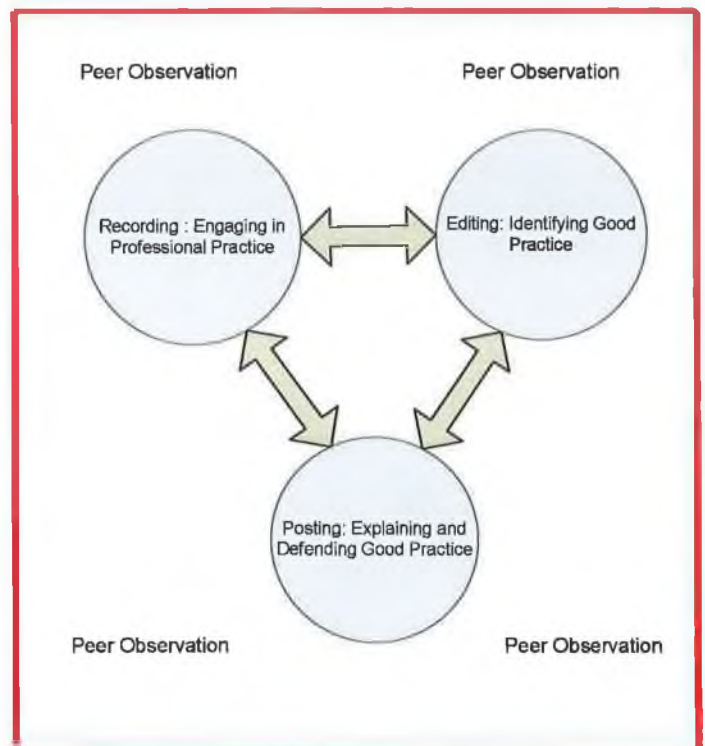 Peer Observation
Peer Observation
Recording : Engaging in
Professional Practice
Editing: Identifying Good
Practice
Posting: Explaining and
Defending Good Practice
Peer Observation
Peer Observation